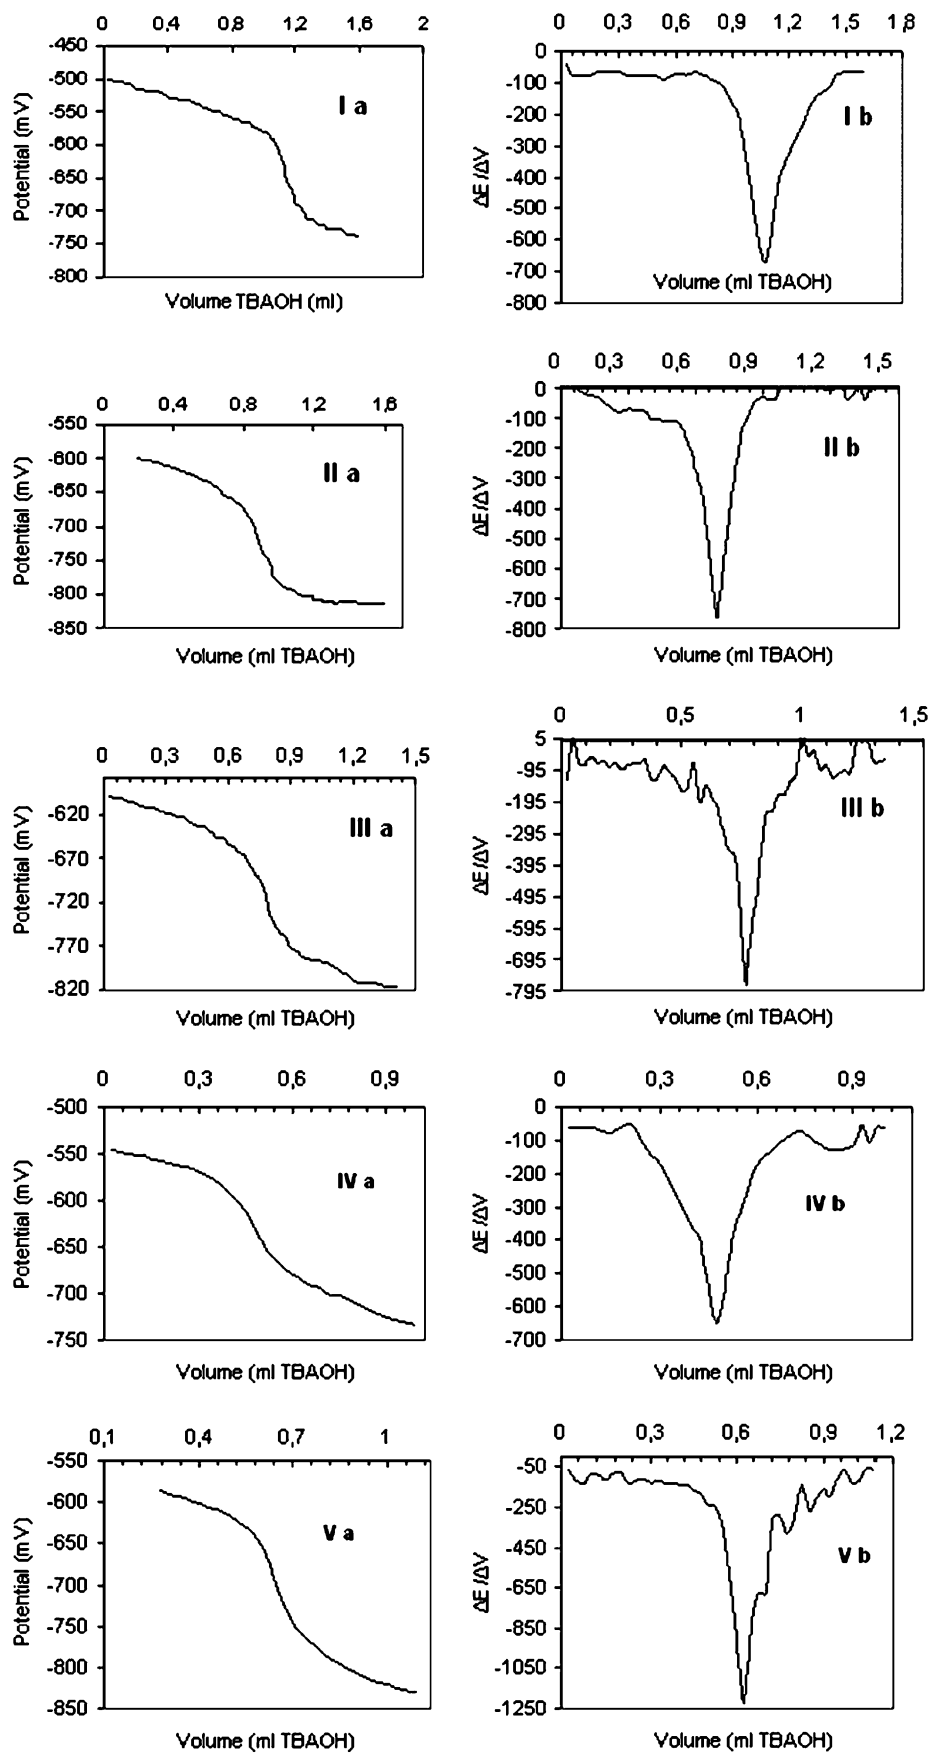 0 0,4 0,8 1,2 1,6 2
-450
-500
-550
-600
-650
-700
-750
-800
Potential (mV)
I a
Volume TBAOH (ml)
0 0,3 0,6 0,9 1,2 1,5 1,8
0
-100
-200
-300
-400
-500
-600
-700
-800
ΔE /ΔV
I b
Volume (ml TBAOH)
0 0,4 0,8 1,2 1,6
-550
-600
-650
-700
-750
-800
-850
Potential (mV)
II a
Volume (ml TBAOH)
0 0,3 0,6 0,9 1,2 1,5
0
-100
-200
-300
-400
-500
-600
-700
-800
ΔE /ΔV
II b
Volume (ml TBAOH)
0 0,3 0,6 0,9 1,2 1,5
-620
-670
-720
-770
-820
Potential (mV)
III a
Volume (ml TBAOH)
0 0,5 1 1,5
5
-95
-195
-295
-395
-495
-595
-695
-795
ΔE /ΔV
III b
Volume (ml TBAOH)
0 0,3 0,6 0,9
-500
-550
-600
-650
-700
-750
Potential (mV)
IV a
Volume (ml TBAOH)
0 0,3 0,6 0,9
0
-100
-200
-300
-400
-500
-600
-700
ΔE /ΔV
IV b
Volume (ml TBAOH)
0,1 0,4 0,7 1
-550
-600
-650
-700
-750
-800
-850
Potential (mV)
V a
Volume (ml TBAOH)
0 0,3 0,6 0,9 1,2
-50
-250
-450
-650
-850
-1050
-1250
ΔE /ΔV
V b
Volume (ml TBAOH)